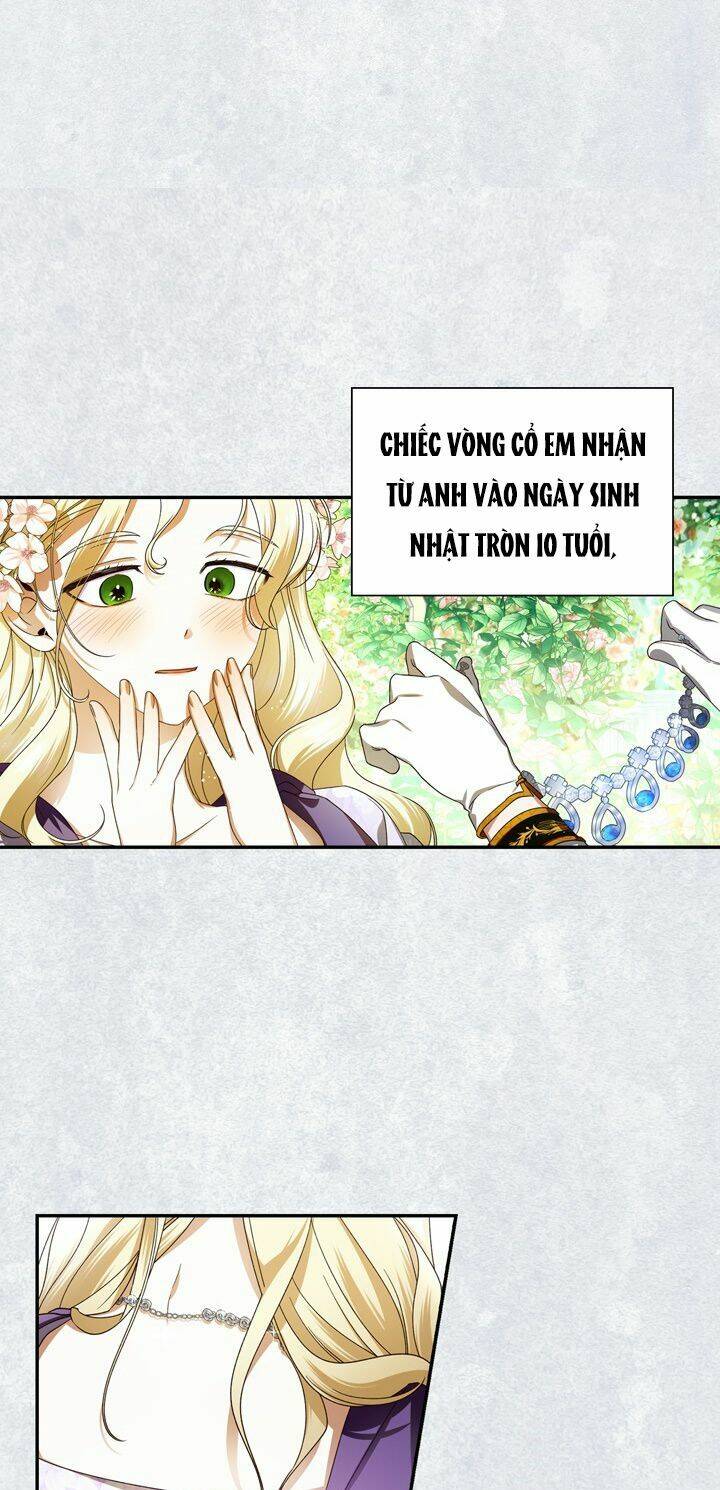 CHIẾC VÒNG CỔ EM NHẬN
TỪ ANH VÀO NGÀY SINH
NHẬT TRÒN 10 TUỔI,